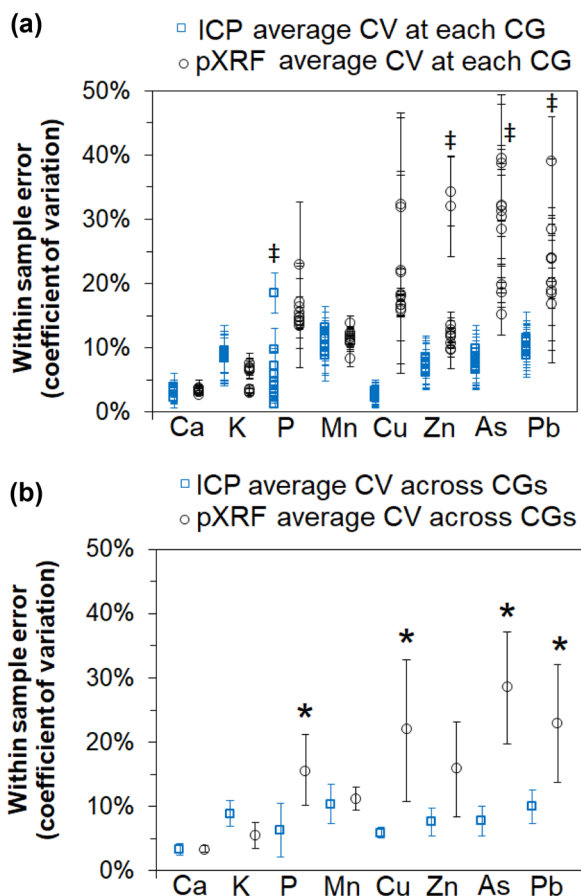 (a)
ICP average CV at each CG
pXRF average CV at each CG
Within sample error
(coefficient of variation)
50%
40%
30%
20%
10%
0%
‡ ‡ ‡ ‡
Ca K P Mn Cu Zn As Pb
(b)
ICP average CV across CGs
pXRF average CV across CGs
Within sample error
(coefficient of variation)
50%
40%
30%
20%
10%
0%
* * * *
Ca K P Mn Cu Zn As Pb